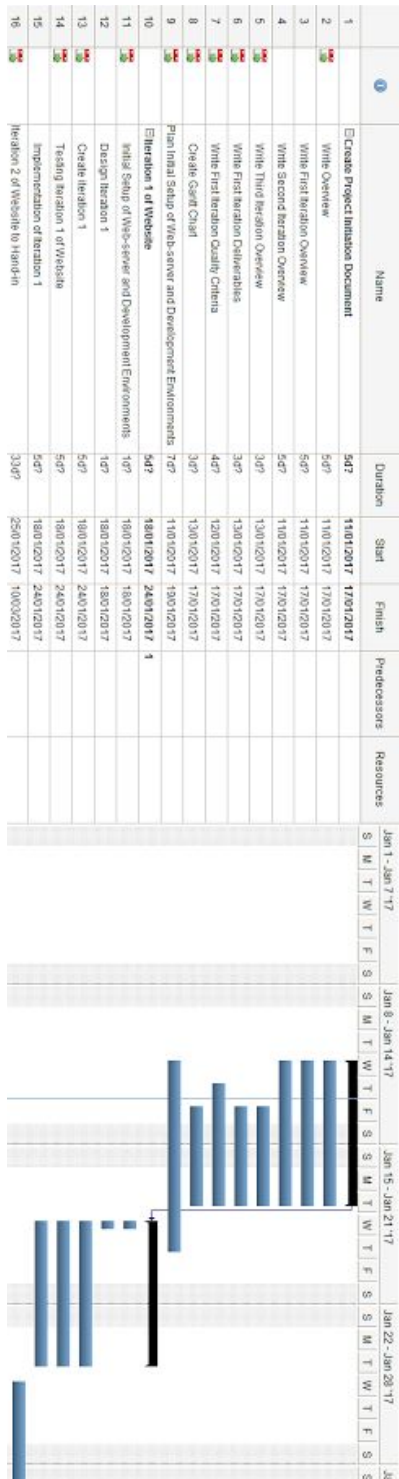 Name Duration Start Finish Predecessors Resources
Jan 1 - Jan 7 '17 Jan 8 - Jan 14 '17 Jan 15 - Jan 21 '17 Jan 22 - Jan 28 '17
S M T W T F S S M T W T F S S M T W T F S S M T W T F S S
1 Create Project Initiation Document 5d? 11/01/2017 17/01/2017
2 Write Overview 5d? 11/01/2017 17/01/2017
3 Write First Iteration Overview 5d? 11/01/2017 17/01/2017
4 Write Second Iteration Overview 5d? 11/01/2017 17/01/2017
5 Write Third Iteration Overview 3d? 13/01/2017 17/01/2017
6 Write First Iteration Deliverables 3d? 13/01/2017 17/01/2017
7 Write First Iteration Quality Criteria 4d? 12/01/2017 17/01/2017
8 Create Gantt Chart 3d? 13/01/2017 17/01/2017
9 Plan Initial Setup of Web-server and Development Environments 7d? 11/01/2017 19/01/2017
10 Iteration 1 of Website 5d? 18/01/2017 24/01/2017 1
11 Initial Setup of Web-server and Development Environments 1d? 18/01/2017 18/01/2017
12 Design Iteration 1 1d? 18/01/2017 18/01/2017
13 Create Iteration 1 5d? 18/01/2017 24/01/2017
14 Testing Iteration 1 of Website 5d? 18/01/2017 24/01/2017
15 Implementation of Iteration 1 5d? 18/01/2017 24/01/2017
16 Iteration 2 of Website to Hand-in 33d? 25/01/2017 10/03/2017